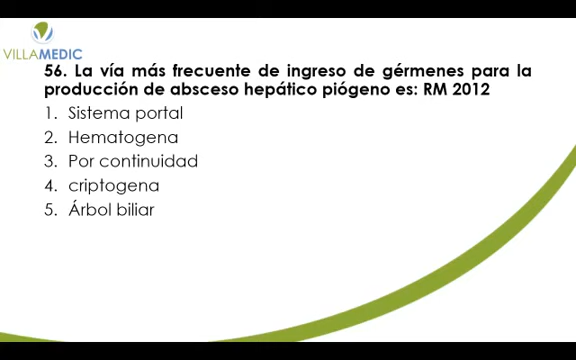 VILLAMEDIC
56. La vía más frecuente de ingreso de gérmenes para la
producción de absceso hepático piógeno es: RM 2012
1. Sistema portal
2. Hematogena
3. Por continuidad
4. criptogena
5. Árbol biliar